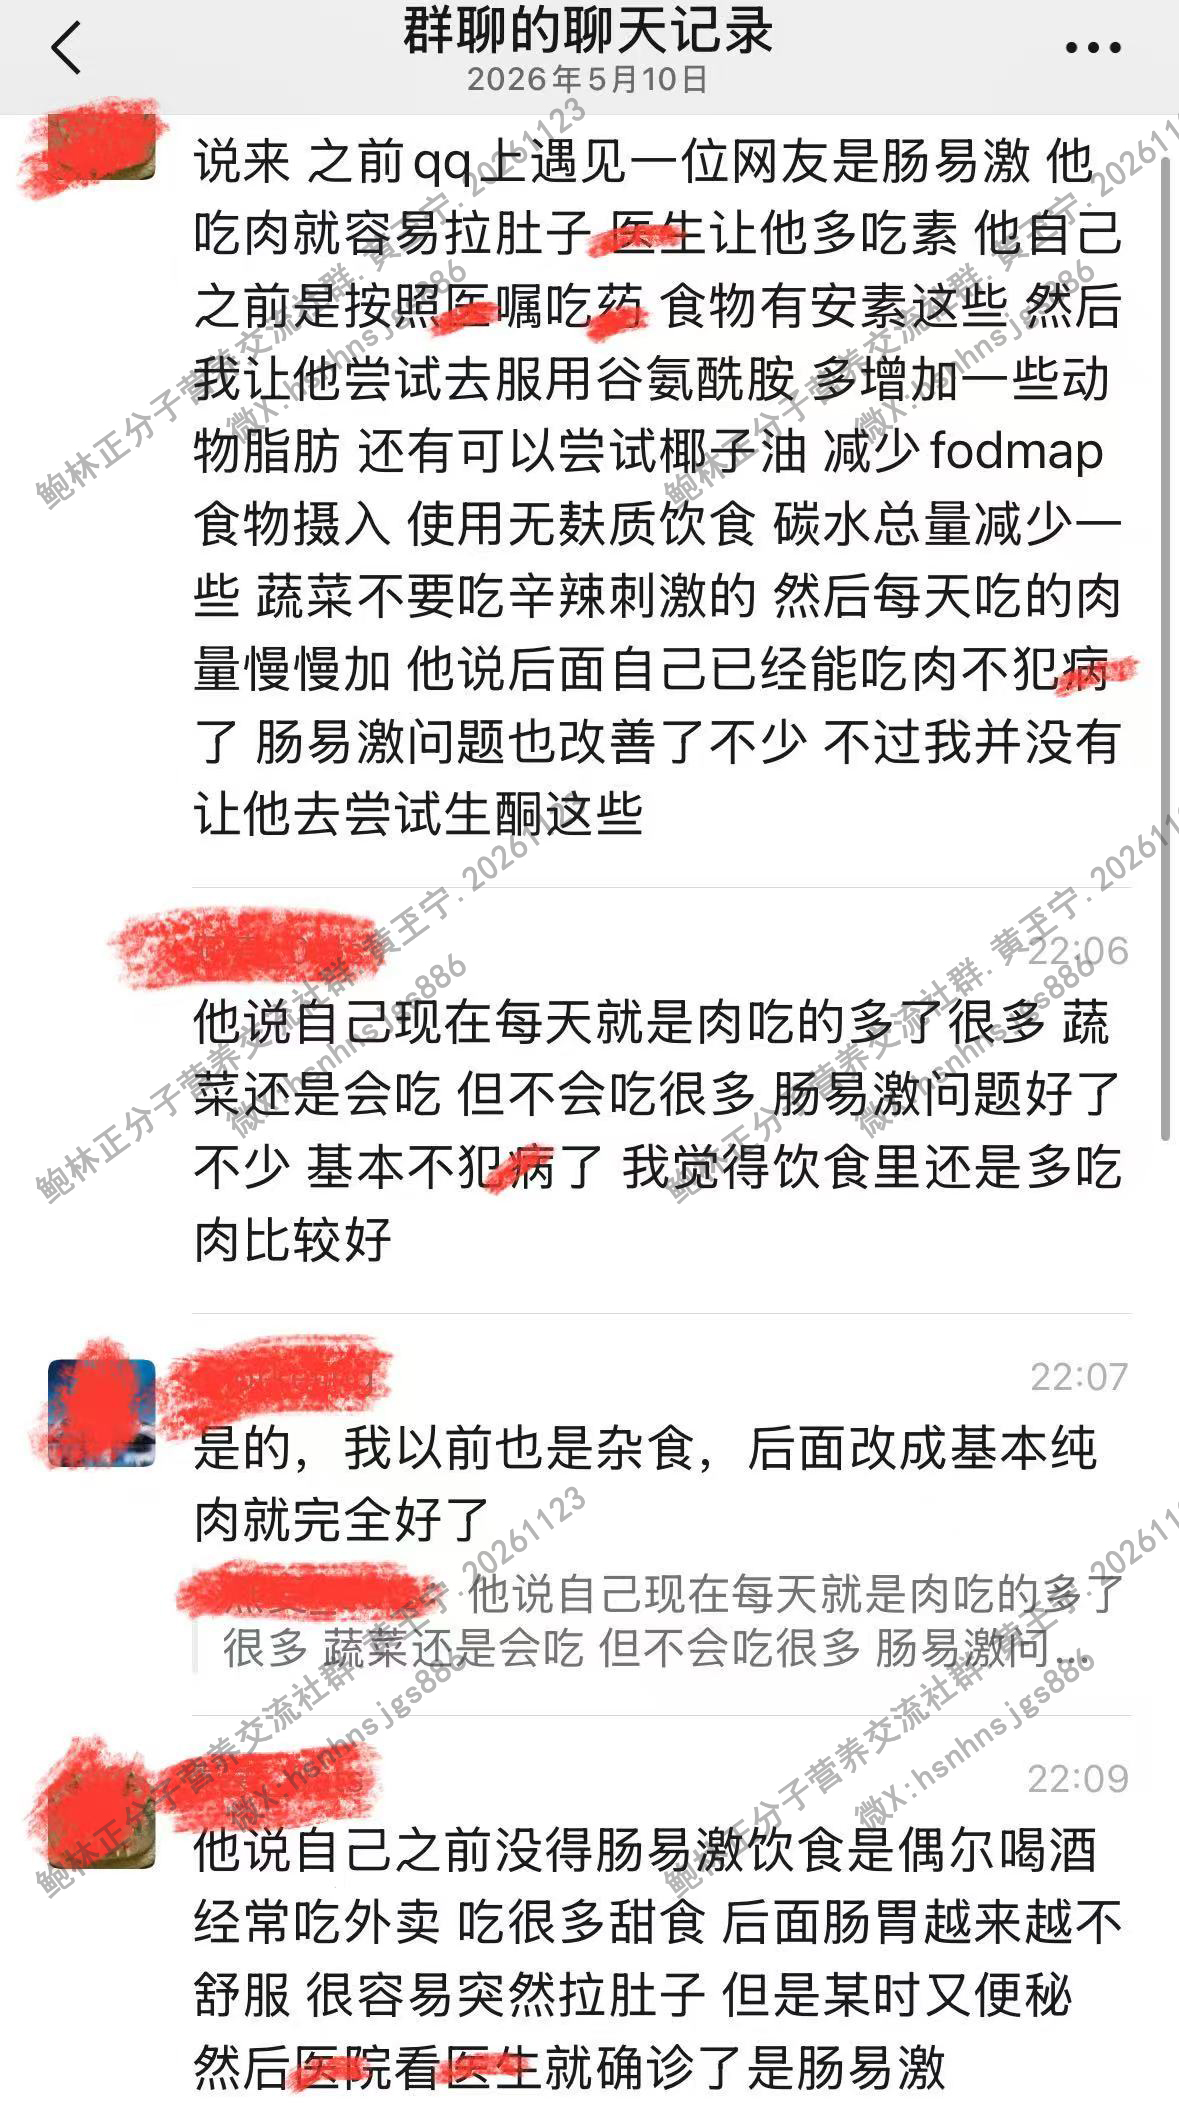 群聊的聊天记录
2026年5月10日
说来 之前qq上遇见一位网友是肠易激 他
吃肉就容易拉肚子 医生让他多吃素 他自己
之前是按照医嘱吃药 食物有安素这些 然后
我让他尝试去服用谷氨酰胺 多增加一些动
物脂肪 还有可以尝试椰子油 减少fodmap
食物摄入 使用无麸质饮食 碳水总量减少一
些 蔬菜不要吃辛辣刺激的 然后每天吃的肉
量慢慢加 他说后面自己已经能吃肉不犯病
了 肠易激问题也改善了不少 不过我并没有
让他去尝试生酮这些
22:06
他说自己现在每天就是肉吃的多了很多 蔬
菜还是会吃 但不会吃很多 肠易激问题好了
不少 基本不犯病了 我觉得饮食里还是多吃
肉比较好
22:07
是的，我以前也是杂食，后面改成基本纯
肉就完全好了
他说自己现在每天就是肉吃的多了
很多 蔬菜还是会吃 但不会吃很多 肠易激问...
22:09
他说自己之前没得肠易激饮食是偶尔喝酒
经常吃外卖 吃很多甜食 后面肠胃越来越不
舒服 很容易突然拉肚子 但是某时又便秘
然后医院看医生就确诊了是肠易激
鲍林正分子营养交流社群.黄玊宁.20261123
微X:hsnhnsjgs886